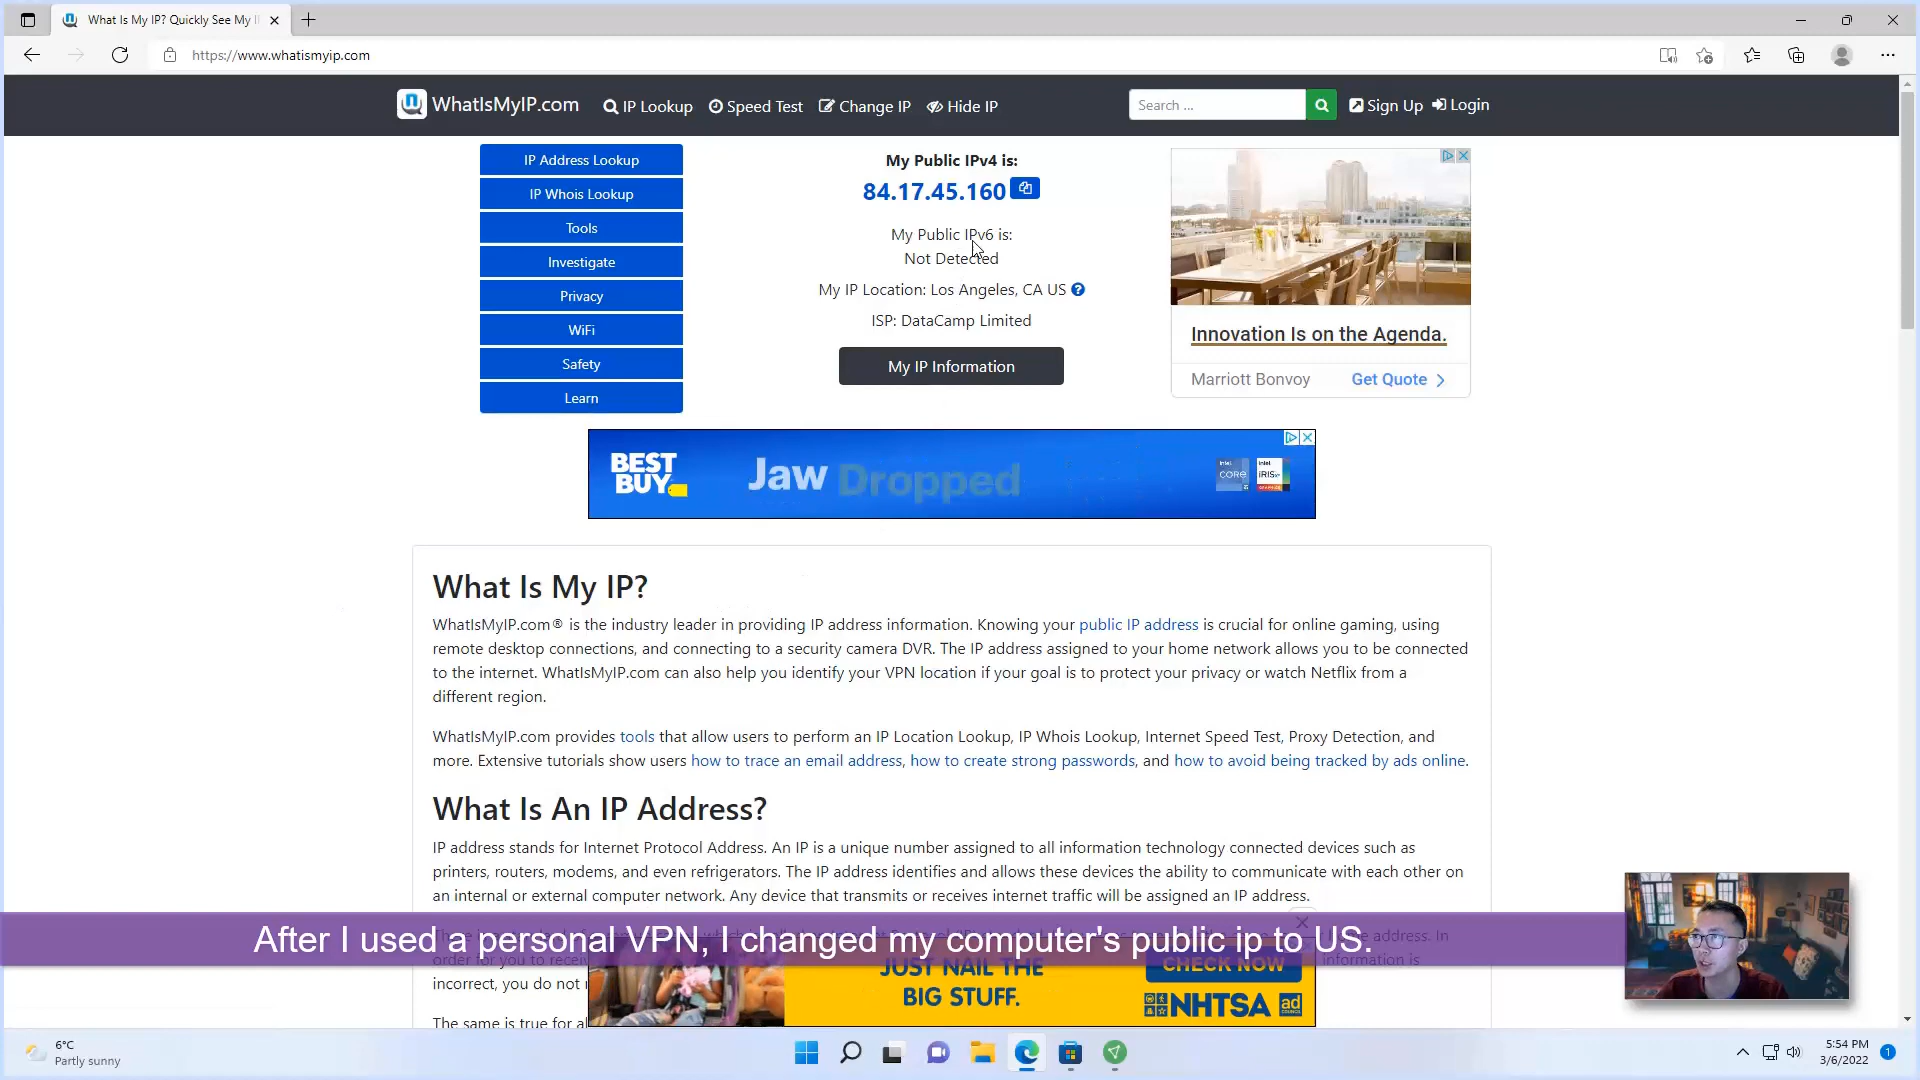 What Is My IP? Quickly See My I
https://www.whatismyip.com
WhatIsMyIP.com
IP Lookup
Speed Test
Change IP
Hide IP
Search ...
Sign Up
Login
IP Address Lookup
IP Whois Lookup
Tools
Investigate
Privacy
WiFi
Safety
Learn
My Public IPv4 is:
84.17.45.160
My Public IPv6 is:
Not Detected
My IP Location: Los Angeles, CA US
ISP: DataCamp Limited
My IP Information
Innovation Is on the Agenda.
Marriott Bonvoy
Get Quote
BEST BUY
Jaw Dropped
intel CORE
intel iRIS
What Is My IP?
WhatIsMyIP.com® is the industry leader in providing IP address information. Knowing your public IP address is crucial for online gaming, using
remote desktop connections, and connecting to a security camera DVR. The IP address assigned to your home network allows you to be connected
to the internet. WhatIsMyIP.com can also help you identify your VPN location if your goal is to protect your privacy or watch Netflix from a
different region.
WhatIsMyIP.com provides tools that allow users to perform an IP Location Lookup, IP Whois Lookup, Internet Speed Test, Proxy Detection, and
more. Extensive tutorials show users how to trace an email address, how to create strong passwords, and how to avoid being tracked by ads online.
What Is An IP Address?
IP address stands for Internet Protocol Address. An IP is a unique number assigned to all information technology connected devices such as
printers, routers, modems, and even refrigerators. The IP address identifies and allows these devices the ability to communicate with each other on
an internal or external computer network. Any device that transmits or receives internet traffic will be assigned an IP address.
After I used a personal VPN, I changed my computer's public ip to US.
address. In
order for you to recei
information is
incorrect, you do not
JUST NAIL THE
BIG STUFF.
CHECK NOW
NHTSA
ad
The same is true for al
6°C
Partly sunny
5:54 PM
3/6/2022
1